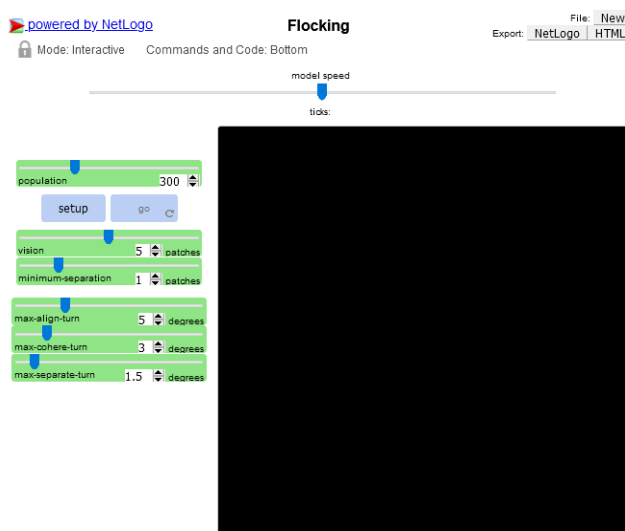 powered by NetLogo
Flocking
File: New
Export: NetLogo HTML
Mode: Interactive Commands and Code: Bottom
model speed
ticks:
population 300
setup go
vision 5 patches
minimum-separation 1 patches
max-align-turn 5 degrees
max-cohere-turn 3 degrees
max-separate-turn 1.5 degrees